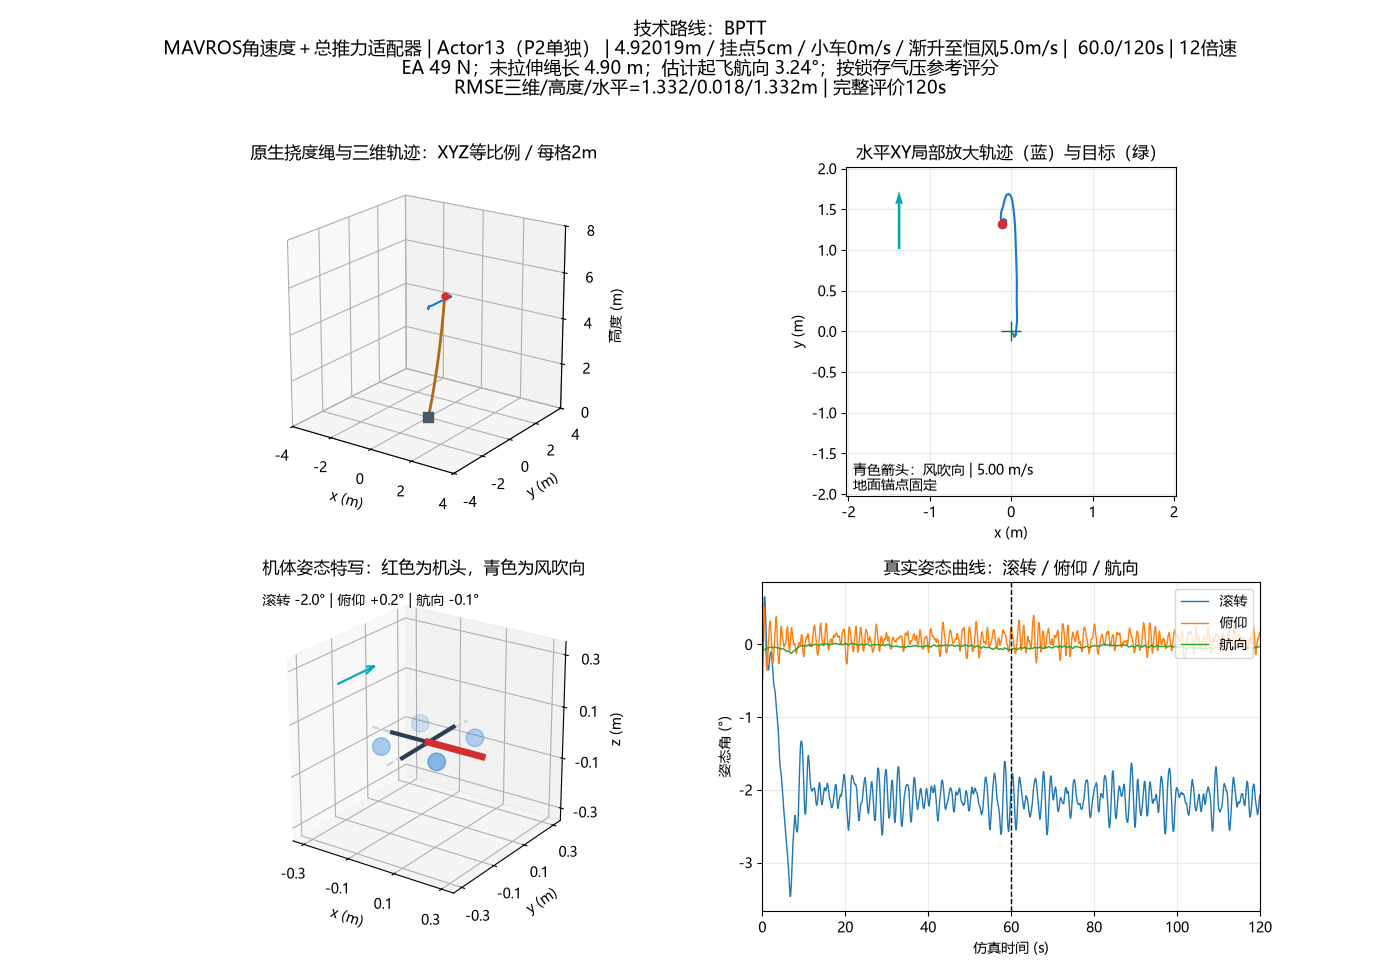 技术路线：BPTT
MAVROS角速度＋总推力适配器 | Actor13（P2单独） | 4.92019m / 挂点5cm / 小车0m/s / 渐升至恒风5.0m/s | 60.0/120s | 12倍速
EA 49 N；未拉伸绳长 4.90 m；估计起飞航向 3.24°；按锁存气压参考评分
RMSE三维/高度/水平=1.332/0.018/1.332m | 完整评价120s
原生挠度绳与三维轨迹：XYZ等比例 / 每格2m
8
6
4
2
0
高度 (m)
-4
-2
0
2
4
x (m)
-4
-2
0
2
4
y (m)
水平XY局部放大轨迹（蓝）与目标（绿）
2.0
1.5
1.0
0.5
0.0
-0.5
-1.0
-1.5
-2.0
y (m)
青色箭头：风吹向 | 5.00 m/s
地面锚点固定
-2
-1
0
1
2
x (m)
机体姿态特写：红色为机头，青色为风吹向
滚转 -2.0° | 俯仰 +0.2° | 航向 -0.1°
0.3
0.1
-0.1
-0.3
z (m)
-0.3
-0.1
0.1
0.3
x (m)
-0.3
-0.1
0.1
0.3
y (m)
真实姿态曲线：滚转 / 俯仰 / 航向
滚转
俯仰
航向
0
-1
-2
-3
姿态角 (°)
0
20
40
60
80
100
120
仿真时间 (s)